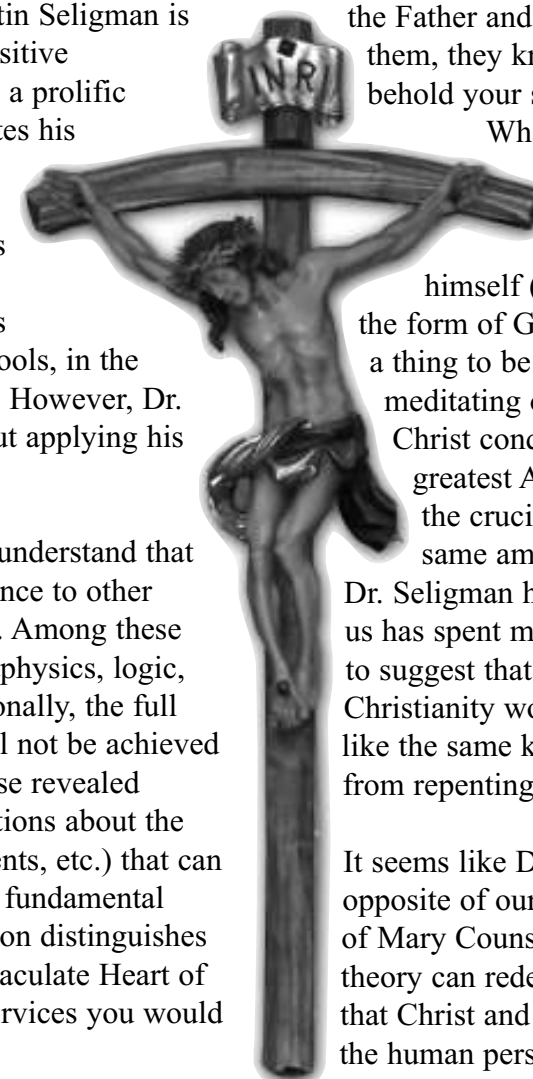 tin Seligman is
sitive
a prolific
tes his
s
s
ools, in the
However, Dr.
ut applying his
understand that
nce to other
. Among these
physics, logic,
onally, the full
l not be achieved
se revealed
tions about the
ents, etc.) that can
fundamental
on distinguishes
aculate Heart of
rvices you would
INRI
the Father and
them, they kn
behold your s
Wh
himself (
the form of G
a thing to be
meditating o
Christ conc
greatest A
the cruci
same am
Dr. Seligman h
us has spent m
to suggest that
Christianity wo
like the same k
from repenting
It seems like D
opposite of our
of Mary Couns
theory can rede
that Christ and
the human pers